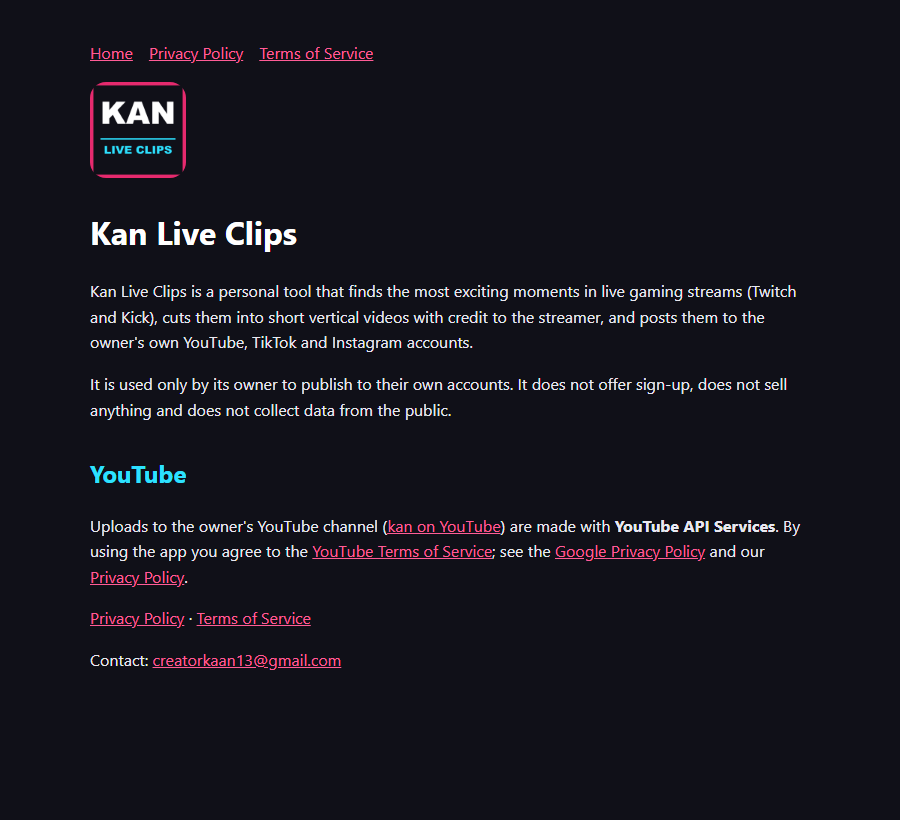 Home Privacy Policy Terms of Service
KAN
LIVE CLIPS
Kan Live Clips
Kan Live Clips is a personal tool that finds the most exciting moments in live gaming streams (Twitch
and Kick), cuts them into short vertical videos with credit to the streamer, and posts them to the
owner's own YouTube, TikTok and Instagram accounts.
It is used only by its owner to publish to their own accounts. It does not offer sign-up, does not sell
anything and does not collect data from the public.
YouTube
Uploads to the owner's YouTube channel (kan on YouTube) are made with YouTube API Services. By
using the app you agree to the YouTube Terms of Service; see the Google Privacy Policy and our
Privacy Policy.
Privacy Policy · Terms of Service
Contact: creatorkaan13@gmail.com